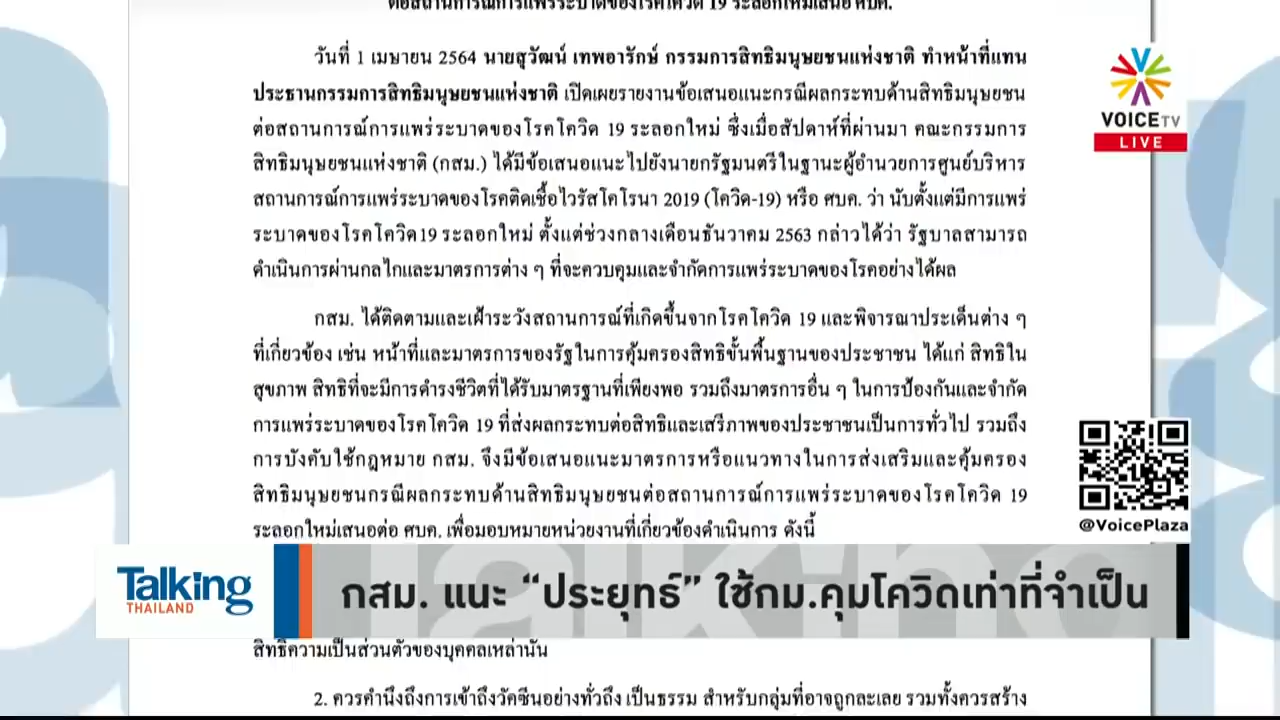 ต่อสถานการณ์การแพร่ระบาดของโรคโควิด 19 ระลอกใหม่เสนอ ศบค.
วันที่ 1 เมษายน 2564 นายสุวัฒน์ เทพอารักษ์ กรรมการสิทธิมนุษยชนแห่งชาติ ทำหน้าที่แทน
ประธานกรรมการสิทธิมนุษยชนแห่งชาติ เปิดเผยรายงานข้อเสนอแนะกรณีผลกระทบด้านสิทธิมนุษยชน
ต่อสถานการณ์การแพร่ระบาดของโรคโควิด 19 ระลอกใหม่ ซึ่งเมื่อสัปดาห์ที่ผ่านมา คณะกรรมการ
สิทธิมนุษยชนแห่งชาติ (กสม.) ได้มีข้อเสนอแนะไปยังนายกรัฐมนตรีในฐานะผู้อำนวยการศูนย์บริหาร
สถานการณ์การแพร่ระบาดของโรคติดเชื้อไวรัสโคโรนา 2019 (โควิด-19) หรือ ศบค. ว่า นับตั้งแต่มีการแพร่
ระบาดของโรคโควิด19 ระลอกใหม่ ตั้งแต่ช่วงกลางเดือนธันวาคม 2563 กล่าวได้ว่า รัฐบาลสามารถ
ดำเนินการผ่านกลไกและมาตรการต่าง ๆ ที่จะควบคุมและจำกัดการแพร่ระบาดของโรคอย่างได้ผล
กสม. ได้ติดตามและเฝ้าระวังสถานการณ์ที่เกิดขึ้นจากโรคโควิด 19 และพิจารณาประเด็นต่าง ๆ
ที่เกี่ยวข้อง เช่น หน้าที่และมาตรการของรัฐในการคุ้มครองสิทธิขั้นพื้นฐานของประชาชน ได้แก่ สิทธิใน
สุขภาพ สิทธิที่จะมีการดำรงชีวิตที่ได้รับมาตรฐานที่เพียงพอ รวมถึงมาตรการอื่น ๆ ในการป้องกันและจำกัด
การแพร่ระบาดของโรคโควิด 19 ที่ส่งผลกระทบต่อสิทธิและเสรีภาพของประชาชนเป็นการทั่วไป รวมถึง
การบังคับใช้กฎหมาย กสม. จึงมีข้อเสนอแนะมาตรการหรือแนวทางในการส่งเสริมและคุ้มครอง
สิทธิมนุษยชนกรณีผลกระทบด้านสิทธิมนุษยชนต่อสถานการณ์การแพร่ระบาดของโรคโควิด 19
ระลอกใหม่เสนอต่อ ศบค. เพื่อมอบหมายหน่วยงานที่เกี่ยวข้องดำเนินการ ดังนี้
สิทธิความเป็นส่วนตัวของบุคคลเหล่านั้น
2. ควรคำนึงถึงการเข้าถึงวัคซีนอย่างทั่วถึง เป็นธรรม สำหรับกลุ่มที่อาจถูกละเลย รวมทั้งควรสร้าง
VOICE TV
LIVE
@VoicePlaza
Talking
THAILAND
กสม. แนะ “ประยุทธ์” ใช้กม.คุมโควิดเท่าที่จำเป็น